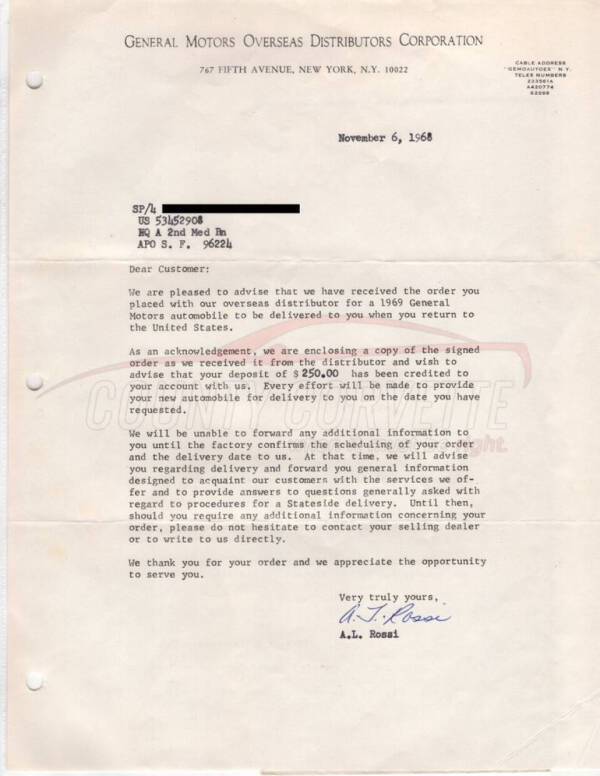 GENERAL MOTORS OVERSEAS DISTRIBUTORS CORPORATION
767 FIFTH AVENUE, NEW YORK, N.Y. 10022
CABLE ADDRESS
"GEMOAUTOEX" N.Y.
TELEX NUMBERS
233561A
A420774
62099
November 6, 1968
SP/4
US 53452908
HQ A 2nd Med Bn
APO S. F. 96224
Dear Customer:
We are pleased to advise that we have received the order you
placed with our overseas distributor for a 1969 General
Motors automobile to be delivered to you when you return to
the United States.
As an acknowledgement, we are enclosing a copy of the signed
order as we received it from the distributor and wish to
advise that your deposit of $250.00 has been credited to
your account with us. Every effort will be made to provide
your new automobile for delivery to you on the date you have
requested.
COUNTY CORVETTE
We will be unable to forward any additional information to
you until the factory confirms the scheduling of your order
and the delivery date to us. At that time, we will advise
you regarding delivery and forward you general information
designed to acquaint our customers with the services we of-
fer and to provide answers to questions generally asked with
regard to procedures for a Stateside delivery. Until then,
should you require any additional information concerning your
order, please do not hesitate to contact your selling dealer
or to write to us directly.
We thank you for your order and we appreciate the opportunity
to serve you.
Very truly yours,
A. L. Rossi
A.L. Rossi